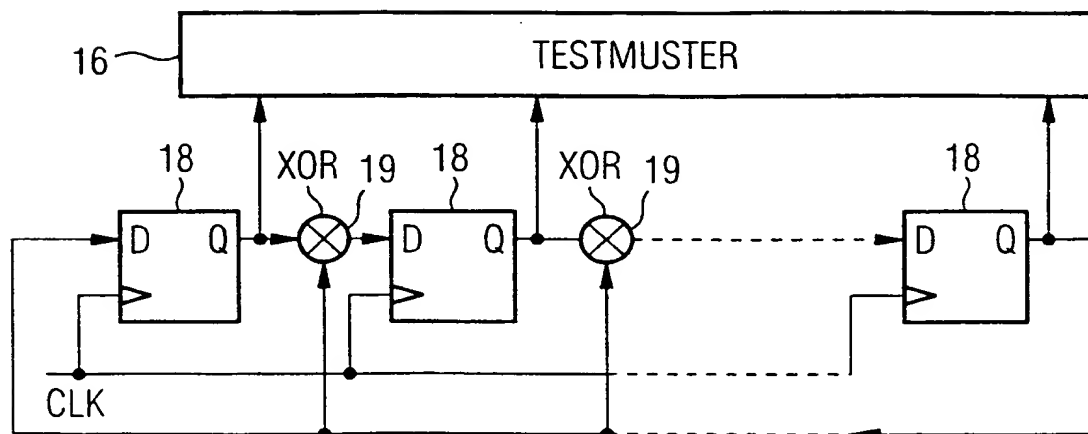 16 TESTMUSTER
18 XOR 19 18 XOR 19 18
D Q D Q D Q
CLK